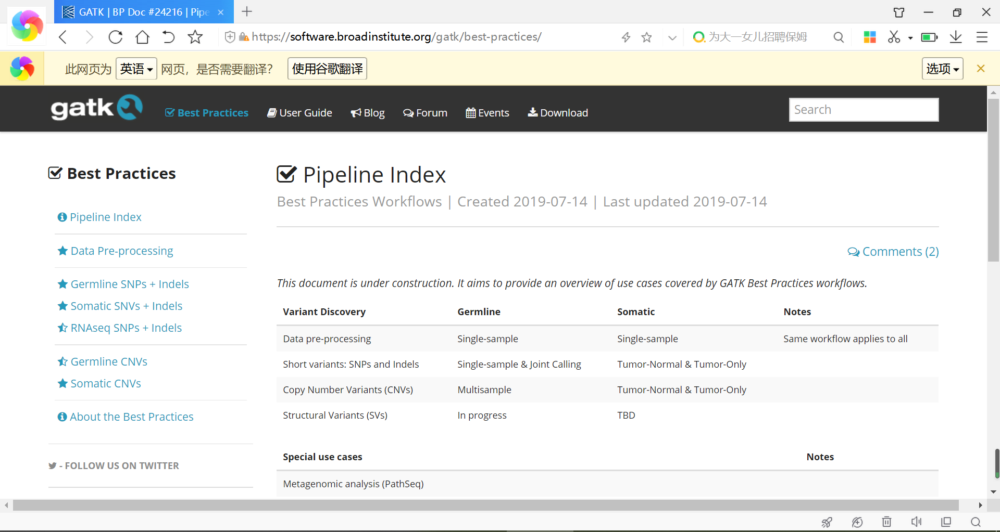 GATK | BP Doc #24216 | Pipe
https://software.broadinstitute.org/gatk/best-practices/
为大一女儿招聘保姆
此网页为 英语 网页，是否需要翻译？ 使用谷歌翻译 选项
gatk Best Practices User Guide Blog Forum Events Download Search
Best Practices
Pipeline Index
Data Pre-processing
Germline SNPs + Indels
Somatic SNVs + Indels
RNAseq SNPs + Indels
Germline CNVs
Somatic CNVs
About the Best Practices
- FOLLOW US ON TWITTER
Pipeline Index
Best Practices Workflows | Created 2019-07-14 | Last updated 2019-07-14
Comments (2)
This document is under construction. It aims to provide an overview of use cases covered by GATK Best Practices workflows.
Variant Discovery Germline Somatic Notes
Data pre-processing Single-sample Single-sample Same workflow applies to all
Short variants: SNPs and Indels Single-sample & Joint Calling Tumor-Normal & Tumor-Only
Copy Number Variants (CNVs) Multisample Tumor-Normal & Tumor-Only
Structural Variants (SVs) In progress TBD
Special use cases Notes
Metagenomic analysis (PathSeq)